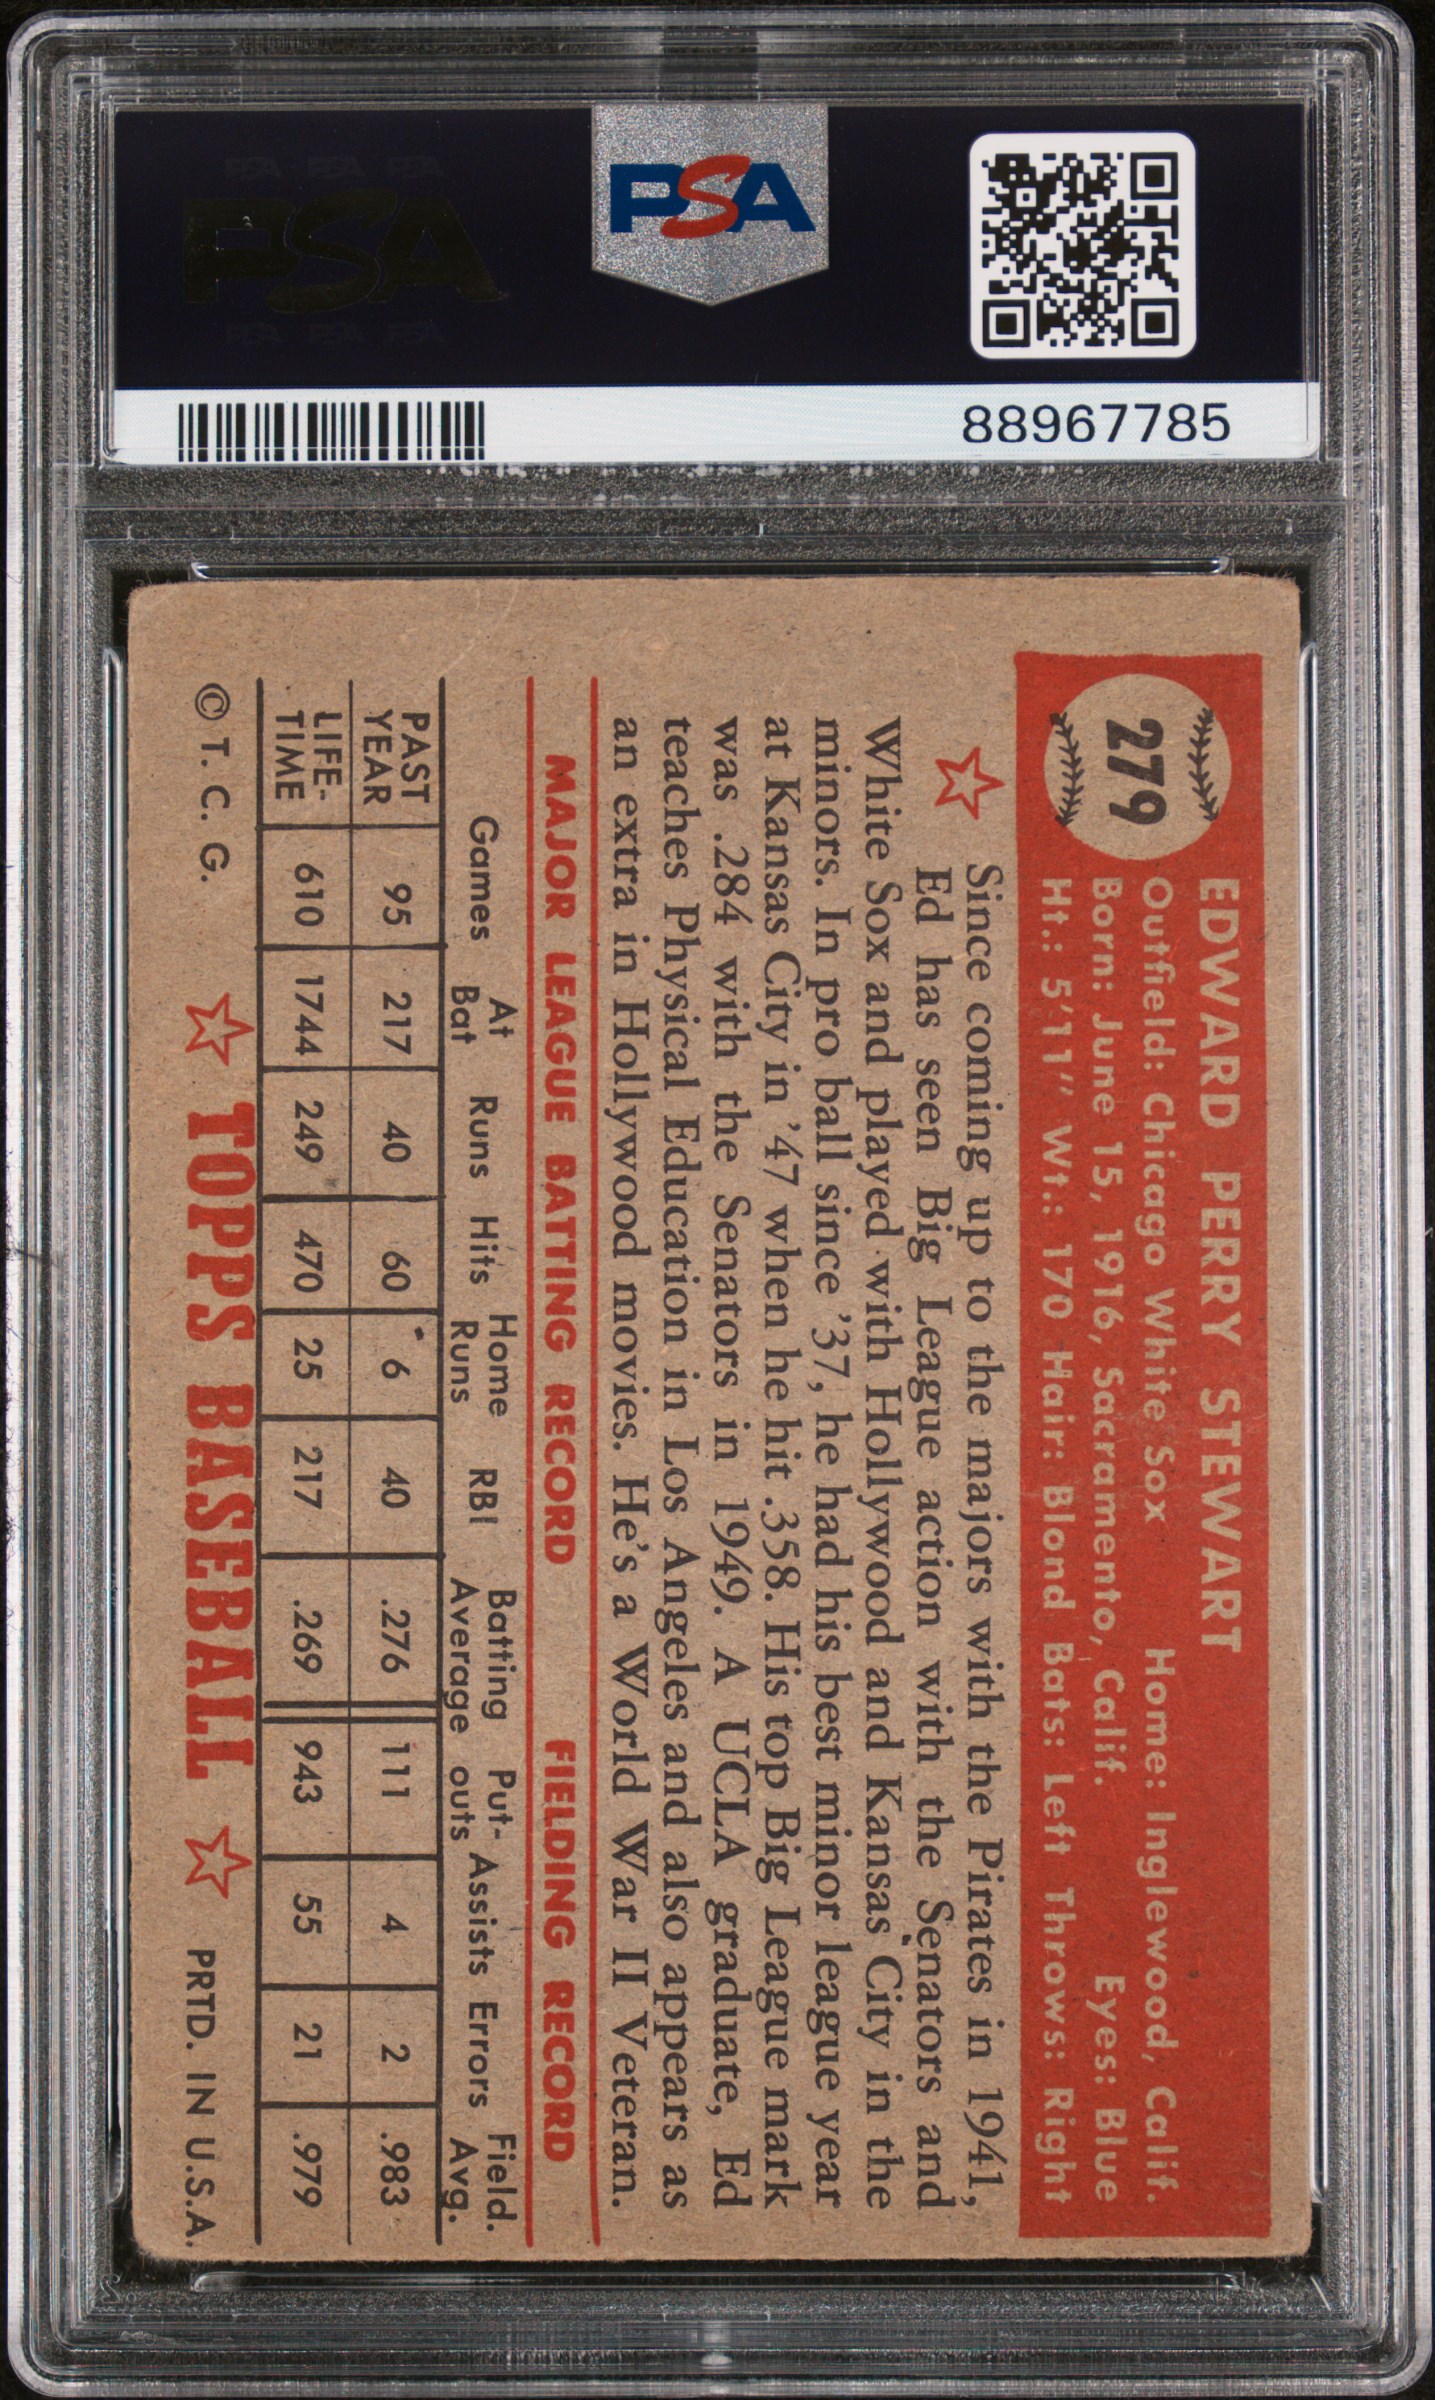 PSA
PSA PSA PSA
PSA
PSA PSA PSA
88967785
279
EDWARD PERRY STEWART
Outfield: Chicago White Sox Home: Inglewood, Calif.
Born: June 15, 1916, Sacramento, Calif. Eyes: Blue
Ht.: 5'11" Wt.: 170 Hair: Blond Bats: Left Throws: Right
Since coming up to the majors with the Pirates in 1941,
Ed has seen Big League action with the Senators and
White Sox and played with Hollywood and Kansas City in the
minors. In pro ball since '37, he had his best minor league year
at Kansas City in '47 when he hit .358. His top Big League mark
was .284 with the Senators in 1949. A UCLA graduate, Ed
teaches Physical Education in Los Angeles and also appears as
an extra in Hollywood movies. He's a World War II Veteran.
MAJOR LEAGUE BATTING RECORD FIELDING RECORD
Games At Bat Runs Hits Home Runs RBI Batting Average Put-outs Assists Errors Field. Avg.
PAST YEAR 95 217 40 60 6 40 .276 111 4 2 .983
LIFE-TIME 610 1744 249 470 25 217 .269 943 55 21 .979
© T. C. G. TOPPS BASEBALL PRTD. IN U.S.A.